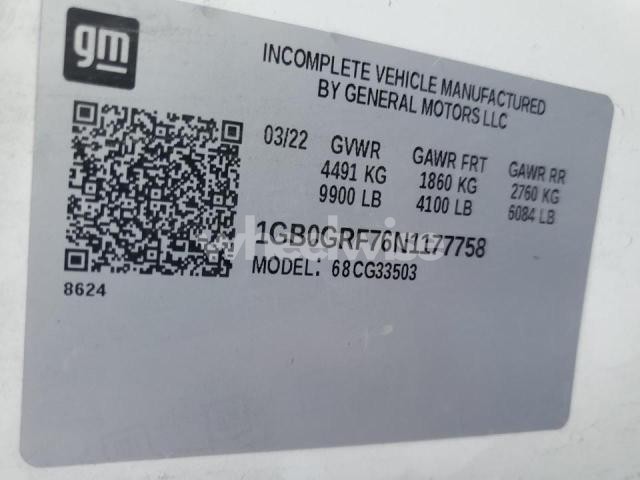 gm
INCOMPLETE VEHICLE MANUFACTURED
BY GENERAL MOTORS LLC
03/22 GVWR GAWR FRT GAWR RR
4491 KG 1860 KG 2760 KG
9900 LB 4100 LB 6084 LB
1GB0GRF76N1177758
MODEL: 68CG33503
8624